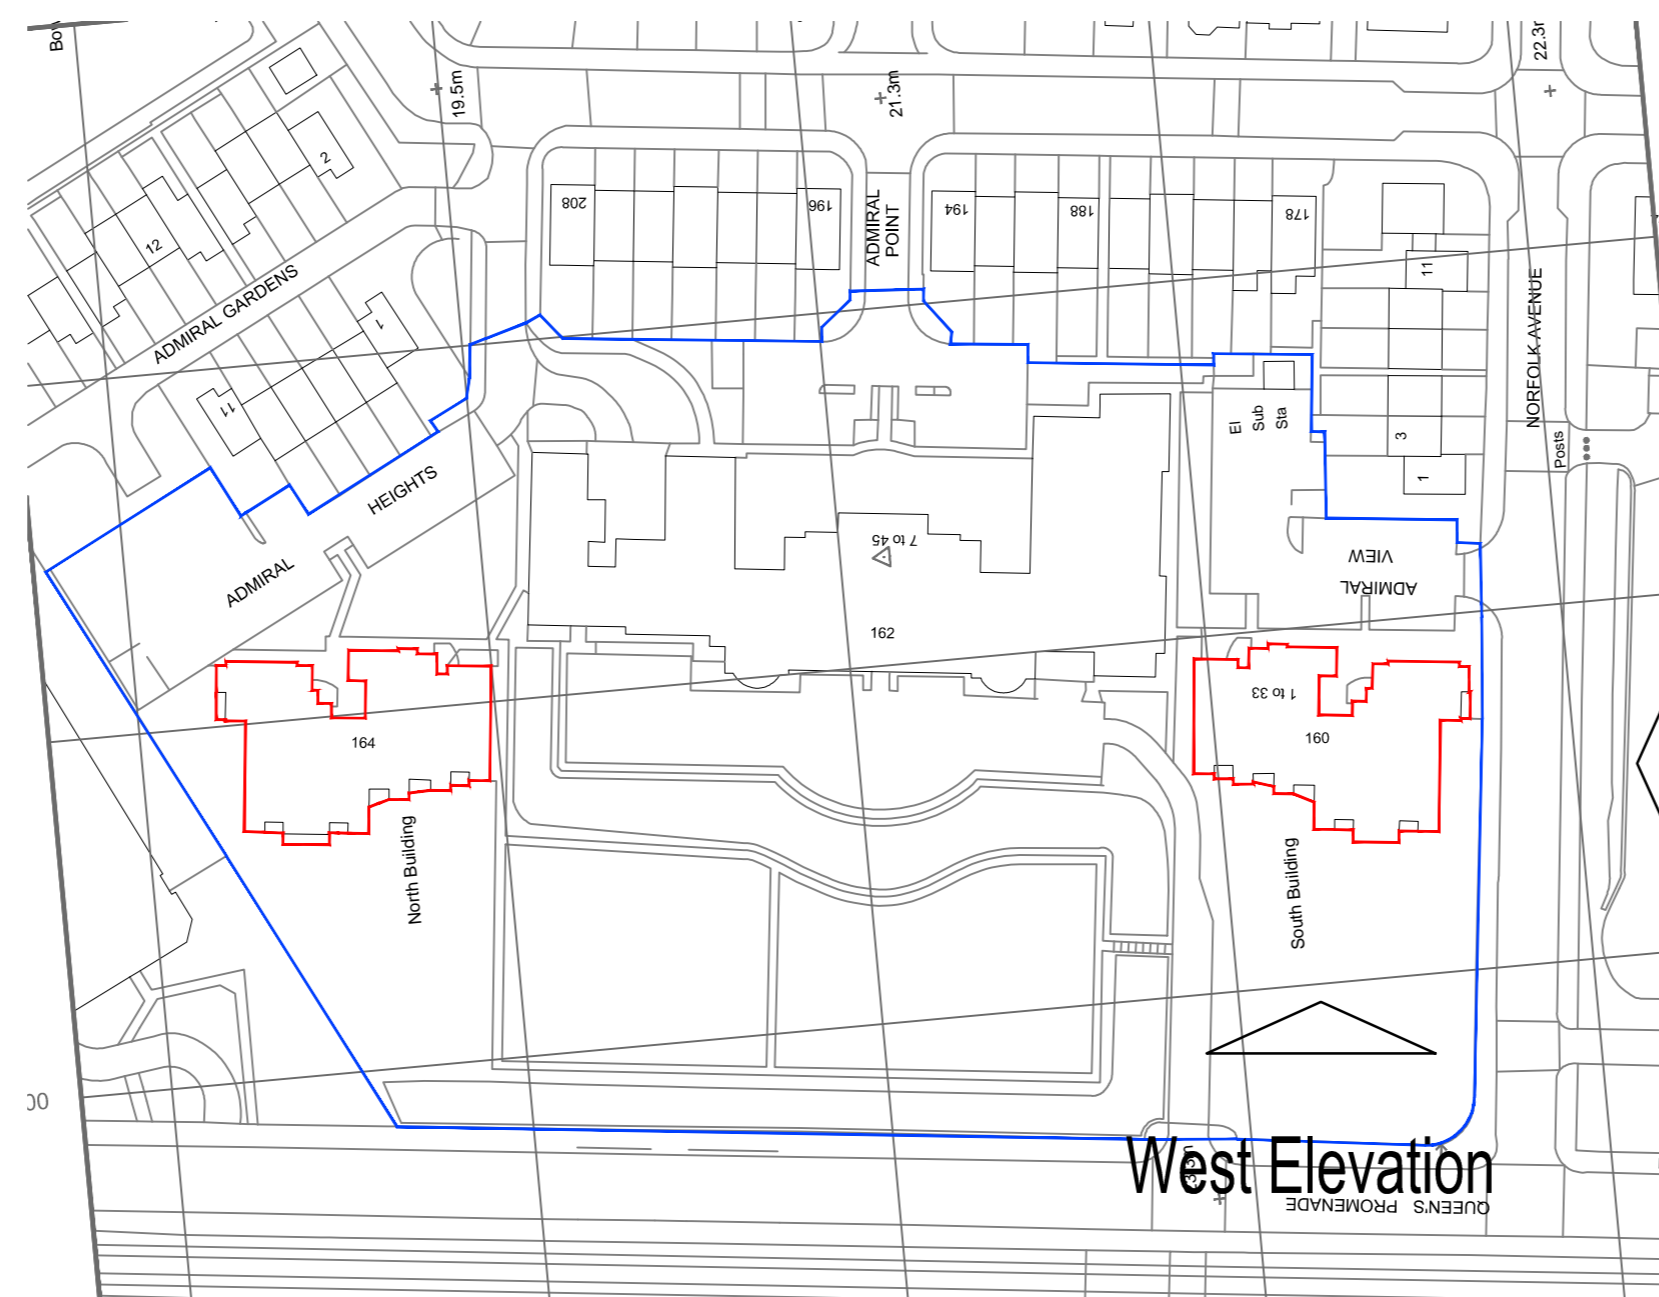 19.5m
21.3m
22.3m
2
12
208
196
ADMIRAL
POINT
194
188
178
11
ADMIRAL GARDENS
1
11
NORFOLK AVENUE
El
Sub
Sta
3
Posts
1
HEIGHTS
ADMIRAL
7 to 45
VIEW
ADMIRAL
162
164
1 to 33
160
North Building
South Building
00
West Elevation
QUEEN'S PROMENADE